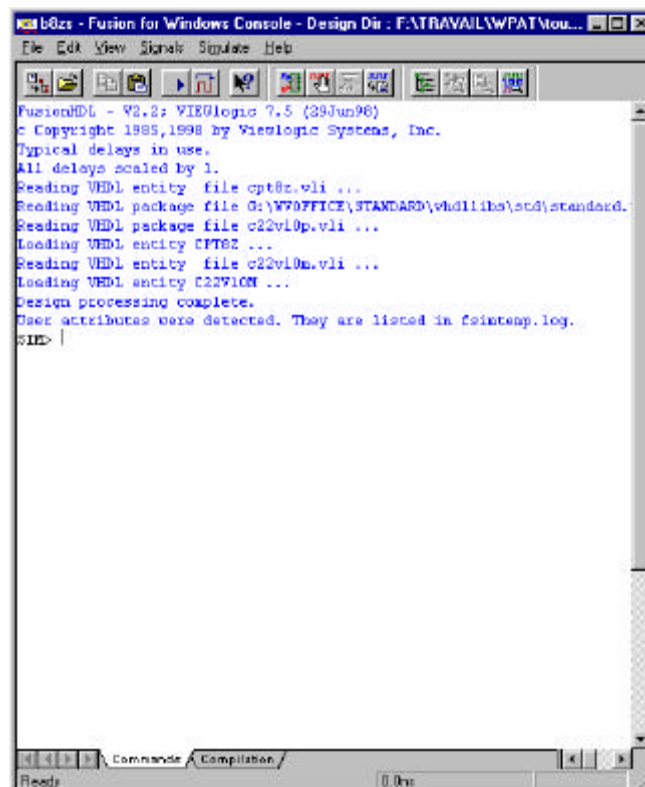 b8zs - Fusion for Windows Console - Design Dir : F:\TRAVAIL\WPAT\tou...
File Edit View Signals Simulate Help
FusionHDL - V2.2; VIEWlogic 7.5 (29Jun98)
c Copyright 1985,1998 by Viewlogic Systems, Inc.
Typical delays in use.
All delays scaled by 1.
Reading VHDL entity file cpt8z.vli ...
Reading VHDL package file G:\WVOFFICE\STANDARD\vhdllibs\std\standard.
Reading VHDL package file c22v10p.vli ...
Loading VHDL entity CPT8Z ...
Reading VHDL entity file c22v10m.vli ...
Loading VHDL entity C22V10M ...
Design processing complete.
User attributes were detected. They are listed in fsimtemp.log.
SIM>
Commands Compilation
Ready 0.0ns